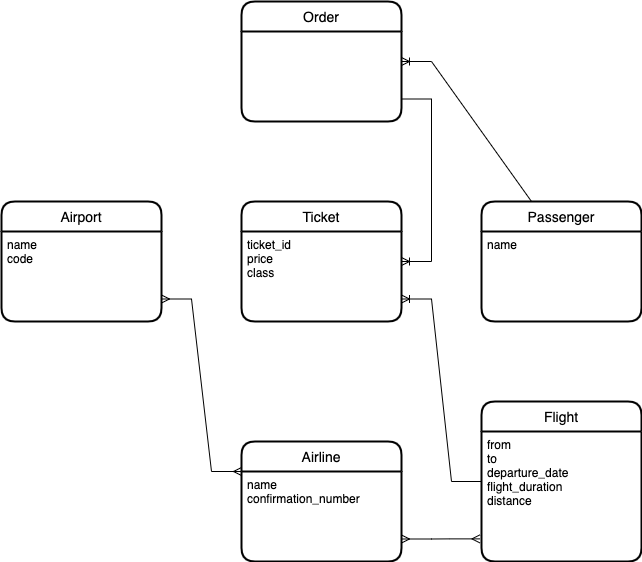 Order
Airport
name
code
Ticket
ticket_id
price
class
Passenger
name
Airline
name
confirmation_number
Flight
from
to
departure_date
flight_duration
distance